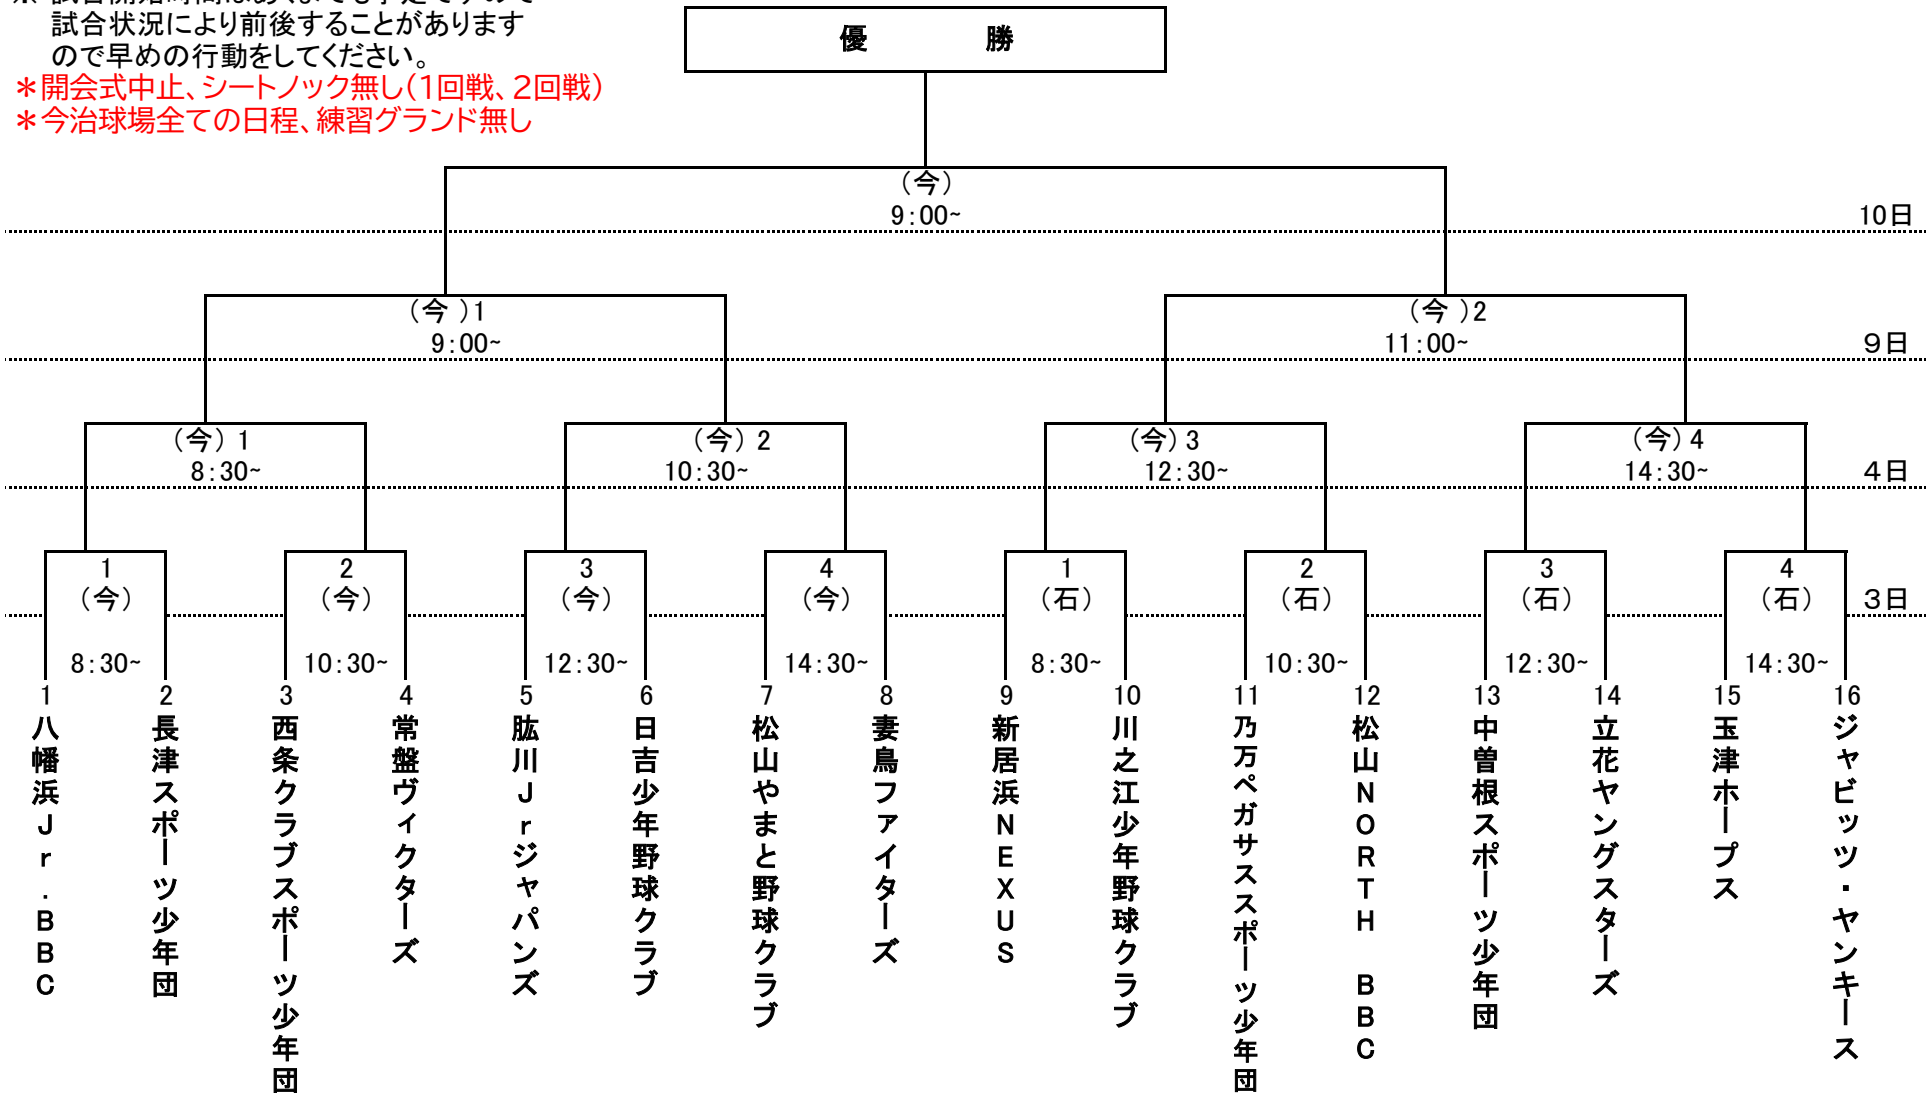 試合状況により前後することがあります
ので早めの行動をしてください。
＊開会式中止、シートノック無し(1回戦、2回戦)
＊今治球場全ての日程、練習グランド無し
優　勝
（今）
9:00~
10日
（今 ）1
9:00~
（今 ）2
11:00~
9日
（今）1
8:30~
（今）2
10:30~
（今）3
12:30~
（今）4
14:30~
4日
1
（今）
8:30~
2
（今）
10:30~
3
（今）
12:30~
4
（今）
14:30~
1
（石）
8:30~
2
（石）
10:30~
3
（石）
12:30~
4
（石）
14:30~
3日
1
八幡浜Jr.BBC
2
長津スポーツ少年団
3
西条クラブスポーツ少年団
4
常盤ヴィクターズ
5
肱川Jrジャパンズ
6
日吉少年野球クラブ
7
松山やまと野球クラブ
8
妻鳥ファイターズ
9
新居浜NEXUS
10
川之江少年野球クラブ
11
乃万ペガサススポーツ少年団
12
松山NORTH BBC
13
中曽根スポーツ少年団
14
立花ヤングスターズ
15
玉津ホープス
16
ジャビッツ・ヤンキース